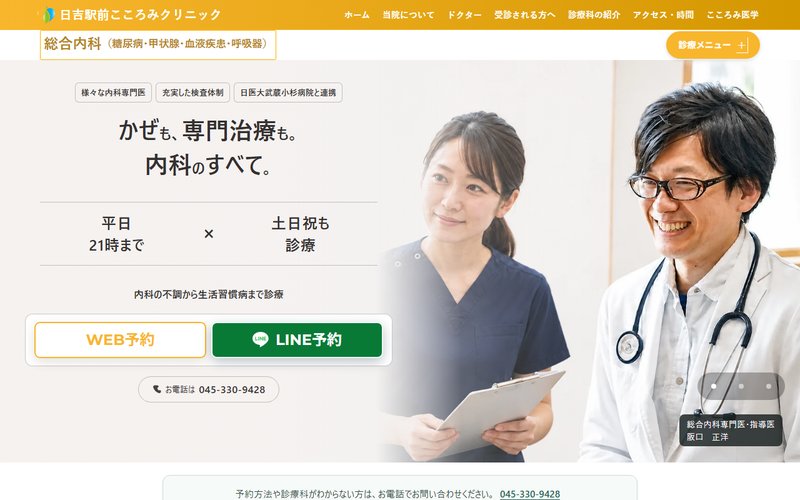 日吉駅前こころみクリニック
ホーム 当院について ドクター 受診される方へ 診療科の紹介 アクセス・時間 こころみ医学
総合内科（糖尿病・甲状腺・血液疾患・呼吸器）
診療メニュー
様々な内科専門医 充実した検査体制 日医大武蔵小杉病院と連携
かぜも、専門治療も。
内科のすべて。
平日
21時まで
×
土日祝も
診療
内科の不調から生活習慣病まで診療
WEB予約
LINE LINE予約
お電話は 045-330-9428
総合内科専門医・指導医
阪口 正洋
予約方法や診療科がわからない方は、お電話でお問い合わせください。 045-330-9428